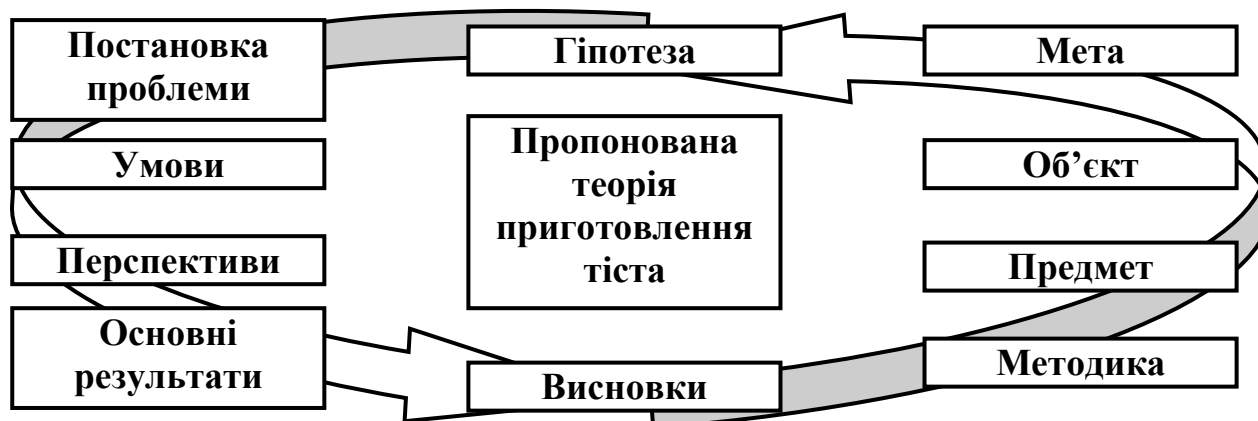 Постановка
проблеми
Гіпотеза
Мета
Умови
Пропонована
теорія
приготовлення
тіста
Об’єкт
Перспективи
Предмет
Основні
результати
Висновки
Методика